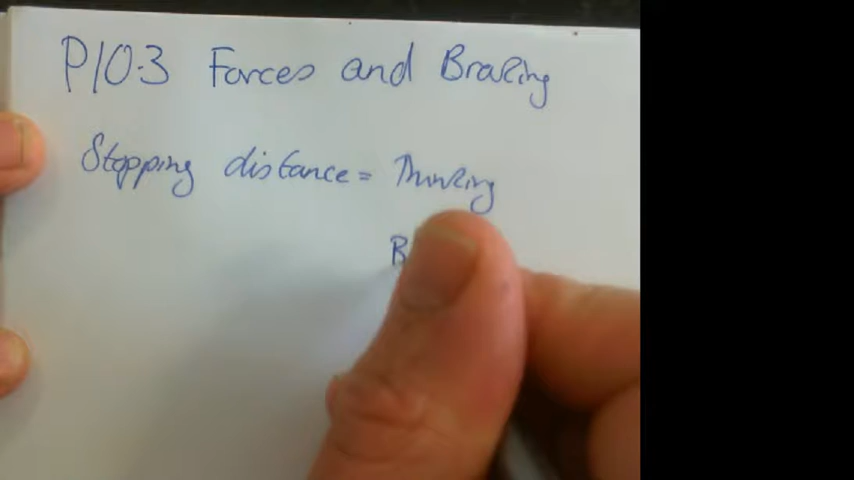 P10.3 Forces and Braking
Stopping distance = Thinking
B